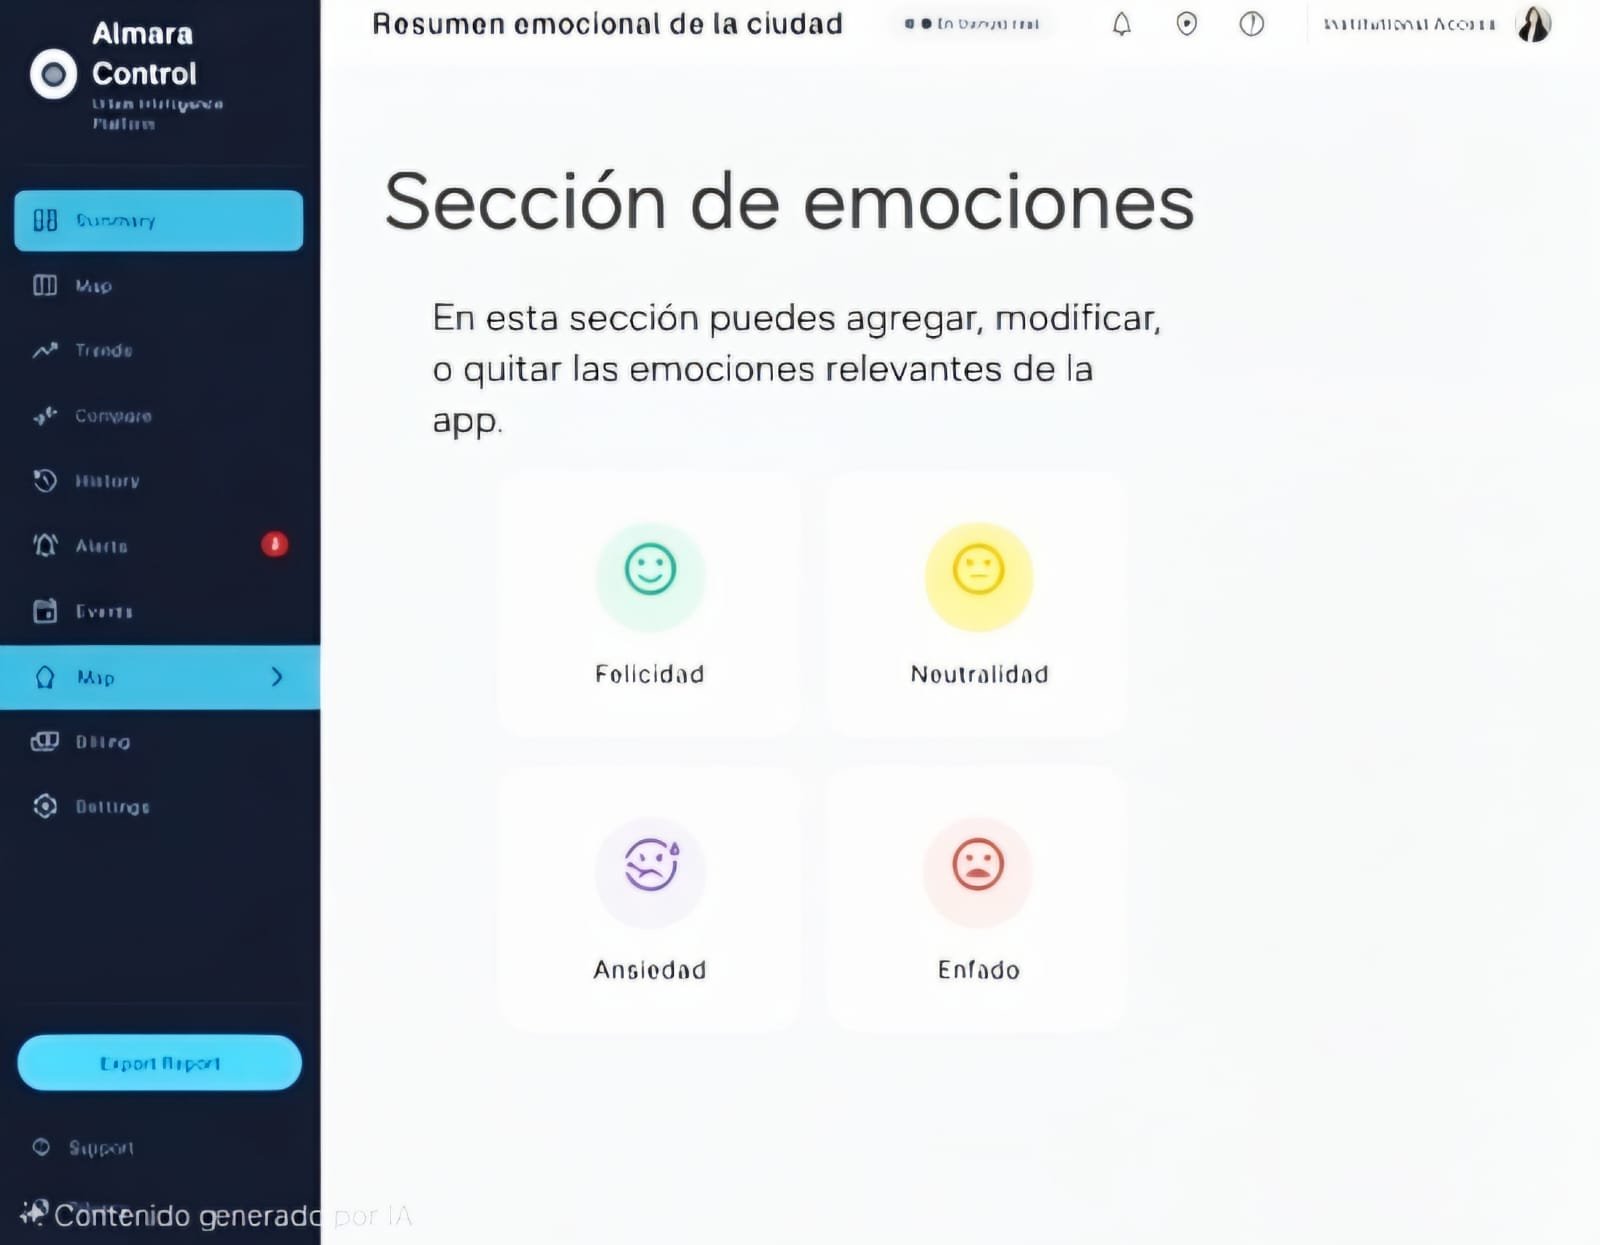 Almara
Control
Resumen emocional de la ciudad
Summary
Map
Trends
Compare
History
Alerts
Events
Map
Settings
Export Report
Support
Sección de emociones
En esta sección puedes agregar, modificar,
o quitar las emociones relevantes de la
app.
Felicidad
Neutralidad
Ansiedad
Enfado
Contenido generado por IA